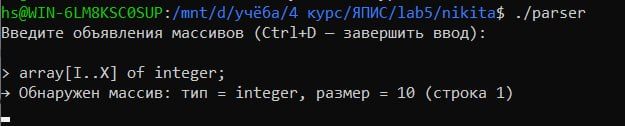 hs@WIN-6LM8KSC0SUP:/mnt/d/учёба/4 курс/ЯПИС/lab5/nikita$ ./parser
Введите объявления массивов (Ctrl+D — завершить ввод):
> array[I..X] of integer;
→ Обнаружен массив: тип = integer, размер = 10 (строка 1)